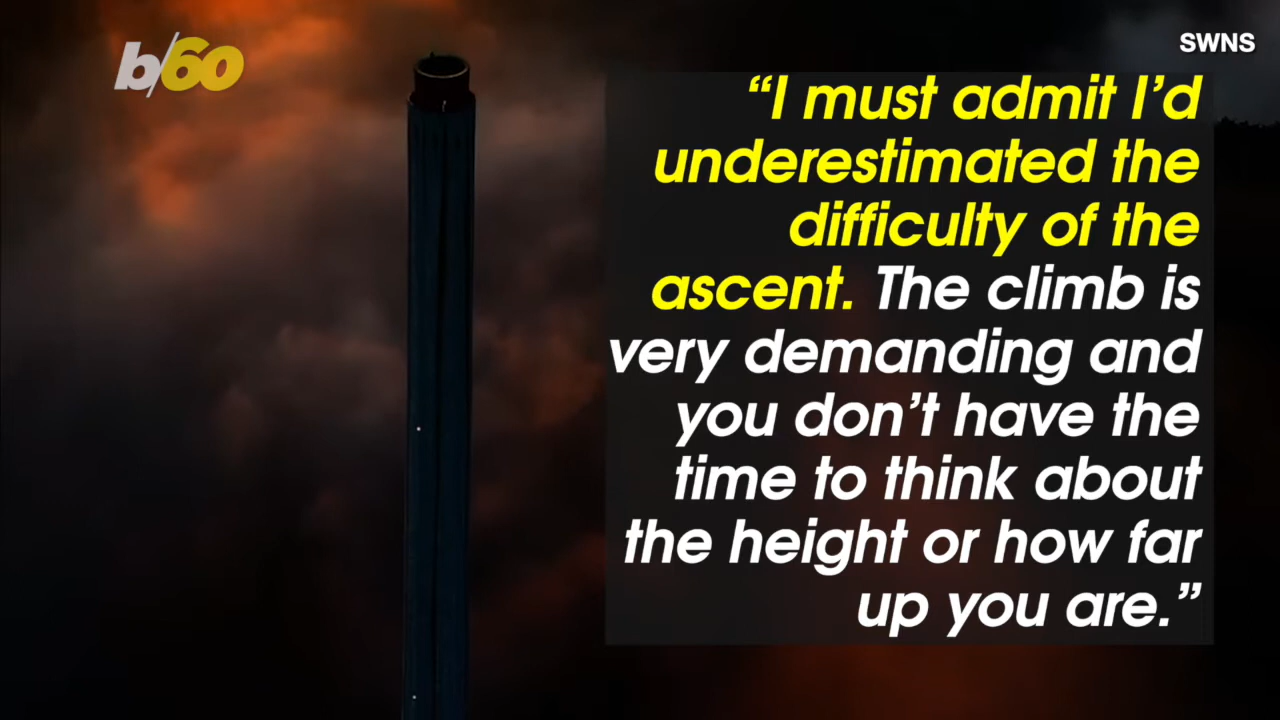 b/60
SWNS
“I must admit I’d
underestimated the
difficulty of the
ascent. The climb is
very demanding and
you don’t have the
time to think about
the height or how far
up you are.”